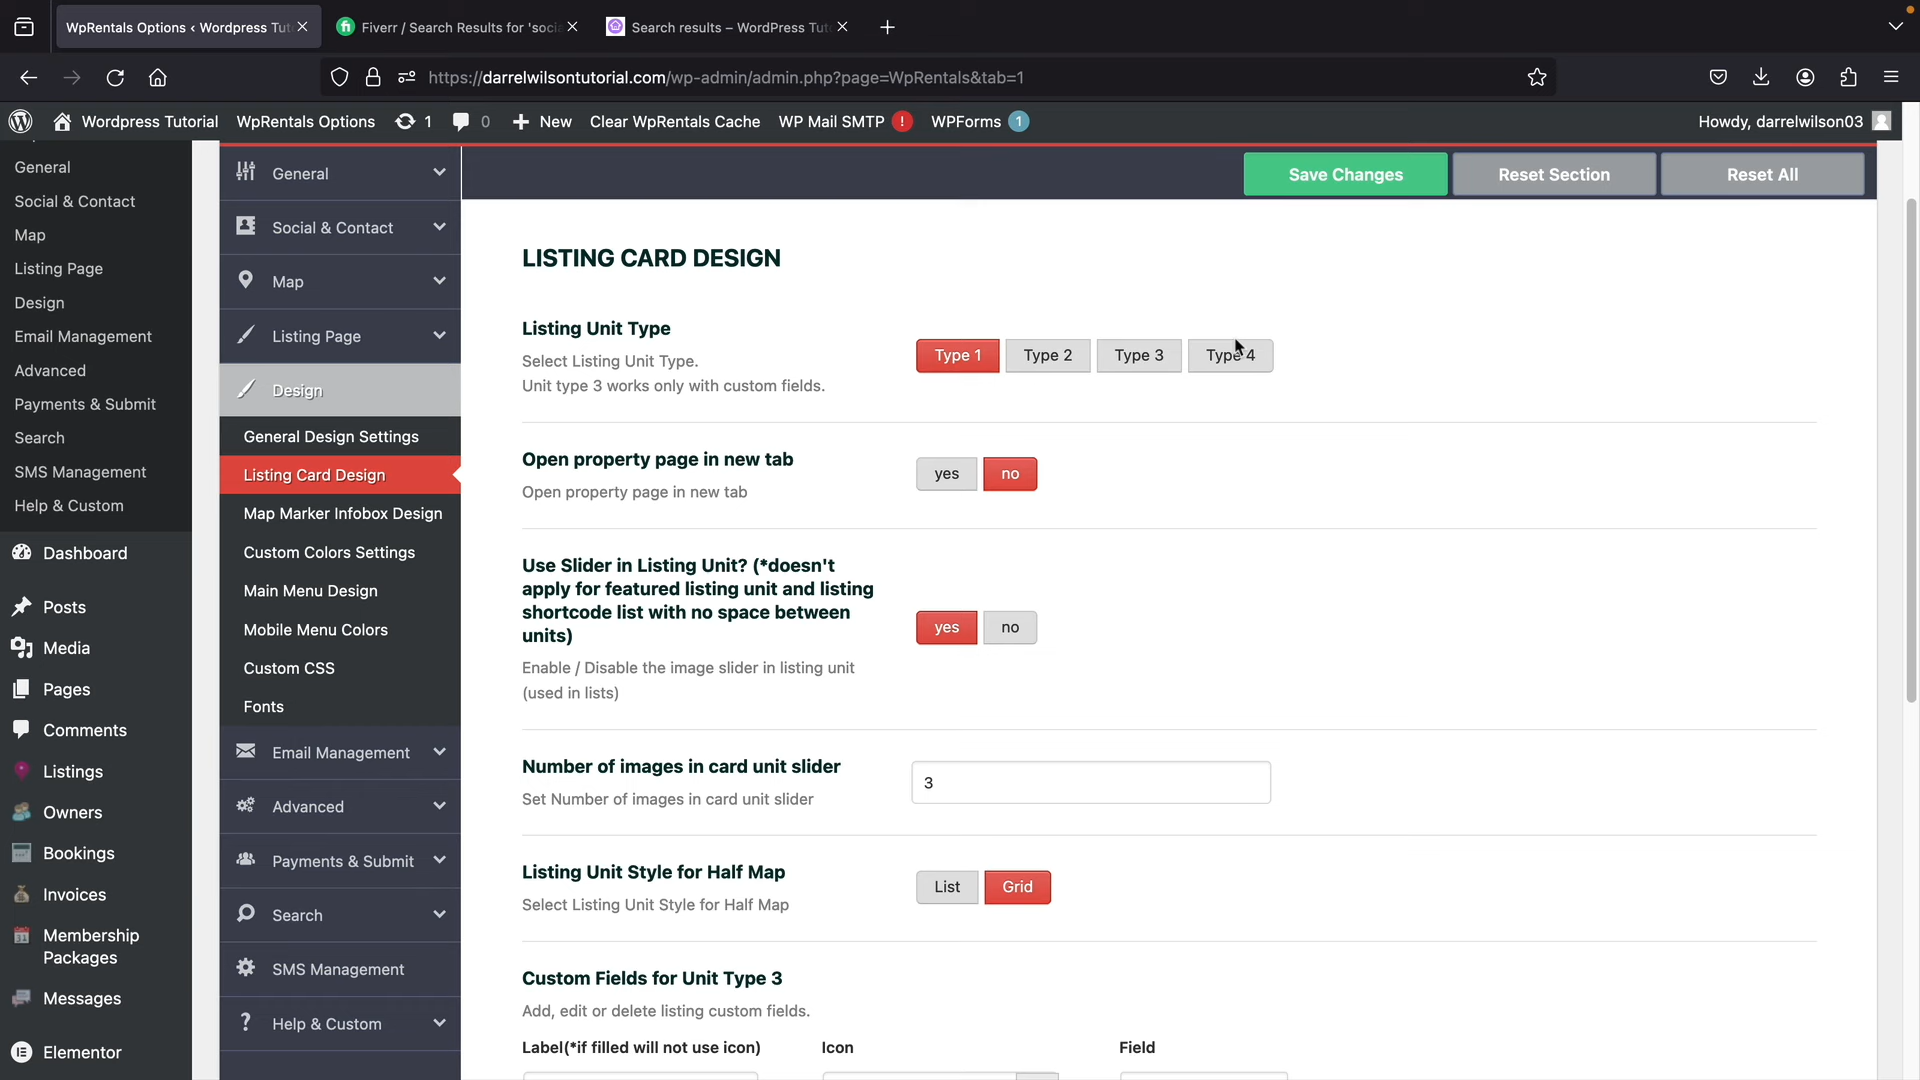 WpRentals Options ‹ Wordpress Tut
Fiverr / Search Results for 'socia
Search results – WordPress Tut
https://darrelwilsontutorial.com/wp-admin/admin.php?page=WpRentals&tab=1
Wordpress Tutorial
WpRentals Options
1
0
New
Clear WpRentals Cache
WP Mail SMTP !
WPForms 1
Howdy, darrelwilson03
General
Social & Contact
Map
Listing Page
Design
Email Management
Advanced
Payments & Submit
Search
SMS Management
Help & Custom
Dashboard
Posts
Media
Pages
Comments
Listings
Owners
Bookings
Invoices
Membership
Packages
Messages
Elementor
General
Social & Contact
Map
Listing Page
Design
General Design Settings
Listing Card Design
Map Marker Infobox Design
Custom Colors Settings
Main Menu Design
Mobile Menu Colors
Custom CSS
Fonts
Email Management
Advanced
Payments & Submit
Search
SMS Management
Help & Custom
Save Changes
Reset Section
Reset All
LISTING CARD DESIGN
Listing Unit Type
Select Listing Unit Type.
Unit type 3 works only with custom fields.
Type 1
Type 2
Type 3
Type 4
Open property page in new tab
Open property page in new tab
yes
no
Use Slider in Listing Unit? (*doesn't
apply for featured listing unit and listing
shortcode list with no space between
units)
Enable / Disable the image slider in listing unit
(used in lists)
yes
no
Number of images in card unit slider
Set Number of images in card unit slider
3
Listing Unit Style for Half Map
Select Listing Unit Style for Half Map
List
Grid
Custom Fields for Unit Type 3
Add, edit or delete listing custom fields.
Label(*if filled will not use icon)
Icon
Field